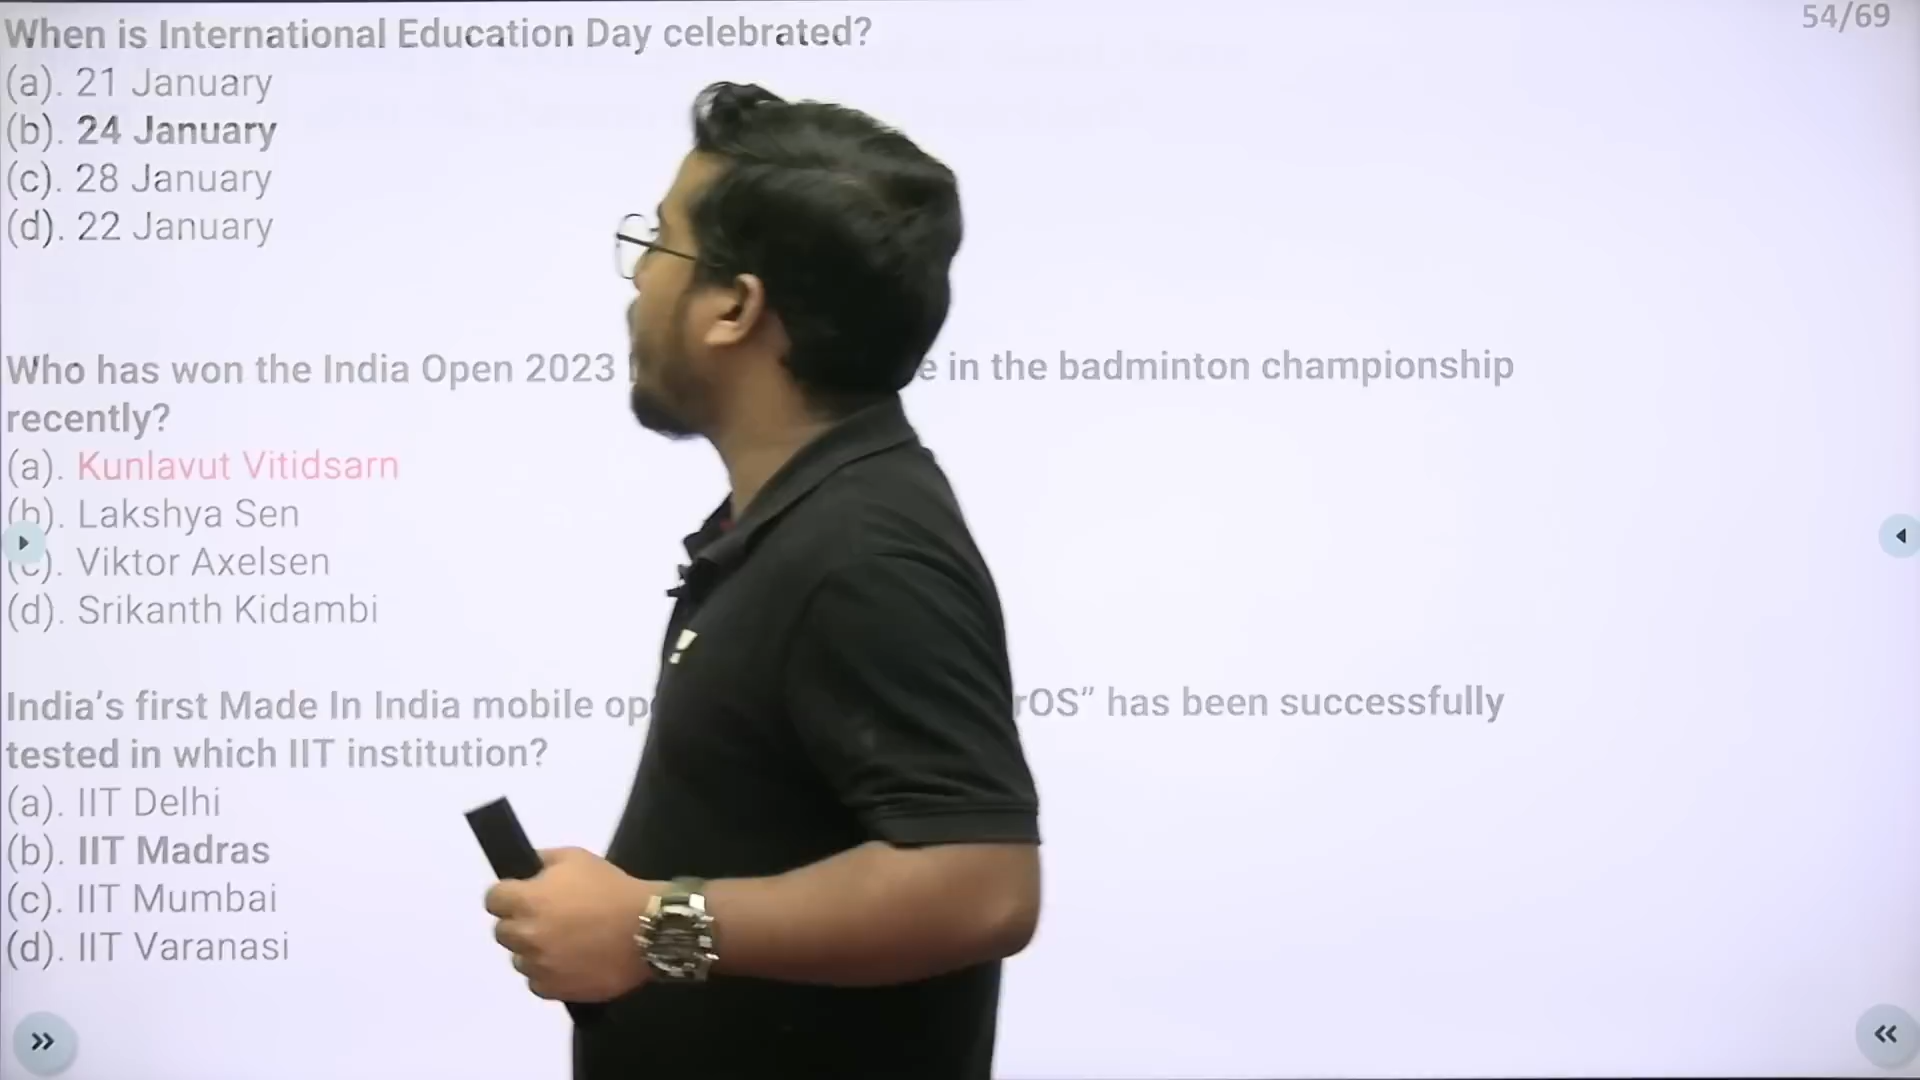 54/69
When is International Education Day celebrated?
(a). 21 January
(b). 24 January
(c). 28 January
(d). 22 January
Who has won the India Open 2023 in the badminton championship
recently?
(a). Kunlavut Vitidsarn
(b). Lakshya Sen
(c). Viktor Axelsen
(d). Srikanth Kidambi
India’s first Made In India mobile op rOS” has been successfully
tested in which IIT institution?
(a). IIT Delhi
(b). IIT Madras
(c). IIT Mumbai
(d). IIT Varanasi